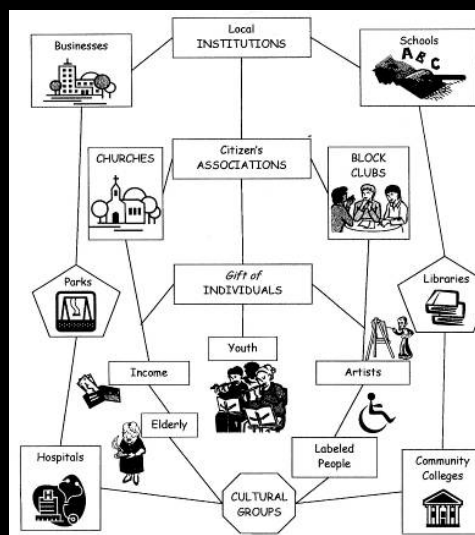 Local
INSTITUTIONS
Businesses
Schools
A B C
Citizen's
ASSOCIATIONS
CHURCHES
BLOCK
CLUBS
Gift of
INDIVIDUALS
Parks
Libraries
Youth
Income
Artists
Elderly
Labeled
People
Hospitals
H
Community
Colleges
CULTURAL
GROUPS